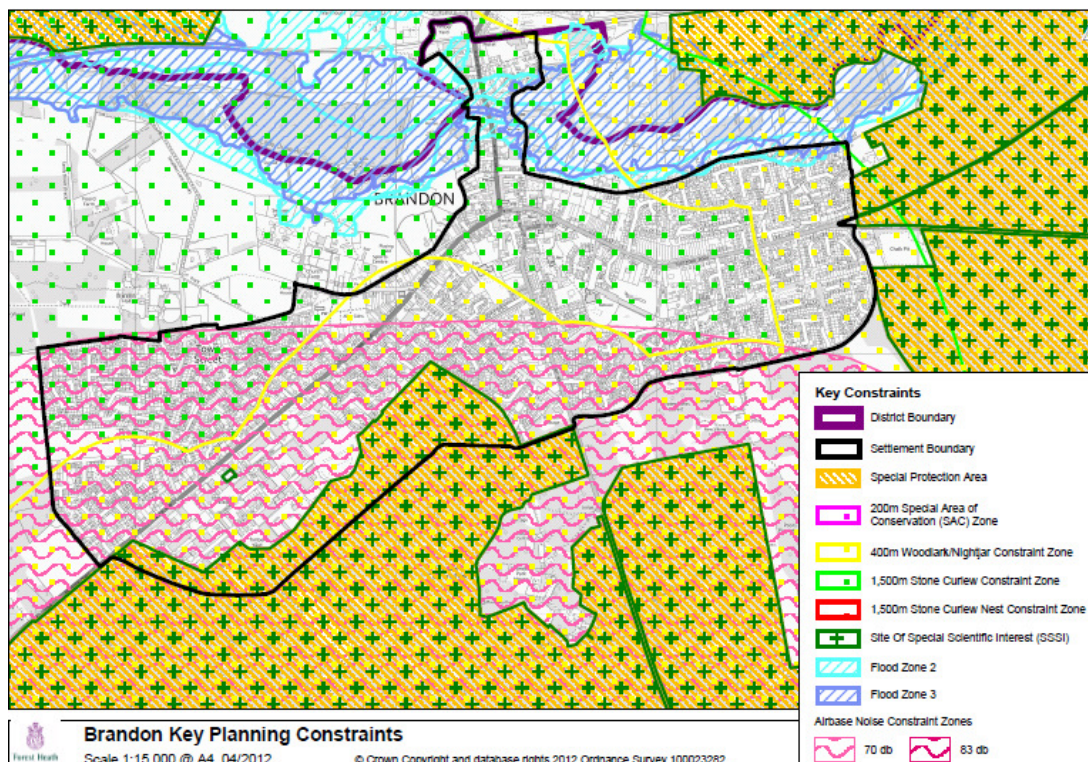 BRANDON
Key Constraints
District Boundary
Settlement Boundary
Special Protection Area
200m Special Area of
Conservation (SAC) Zone
400m Woodlark/Nightjar Constraint Zone
1,500m Stone Curlew Constraint Zone
1,500m Stone Curlew Nest Constraint Zone
Site Of Special Scientific Interest (SSSI)
Flood Zone 2
Flood Zone 3
Airbase Noise Constraint Zones
70 db
83 db
Brandon Key Planning Constraints
Forest Heath
Scale 1:15,000 @ A4 04/2012
© Crown Copyright and database rights 2012 Ordnance Survey 100023282